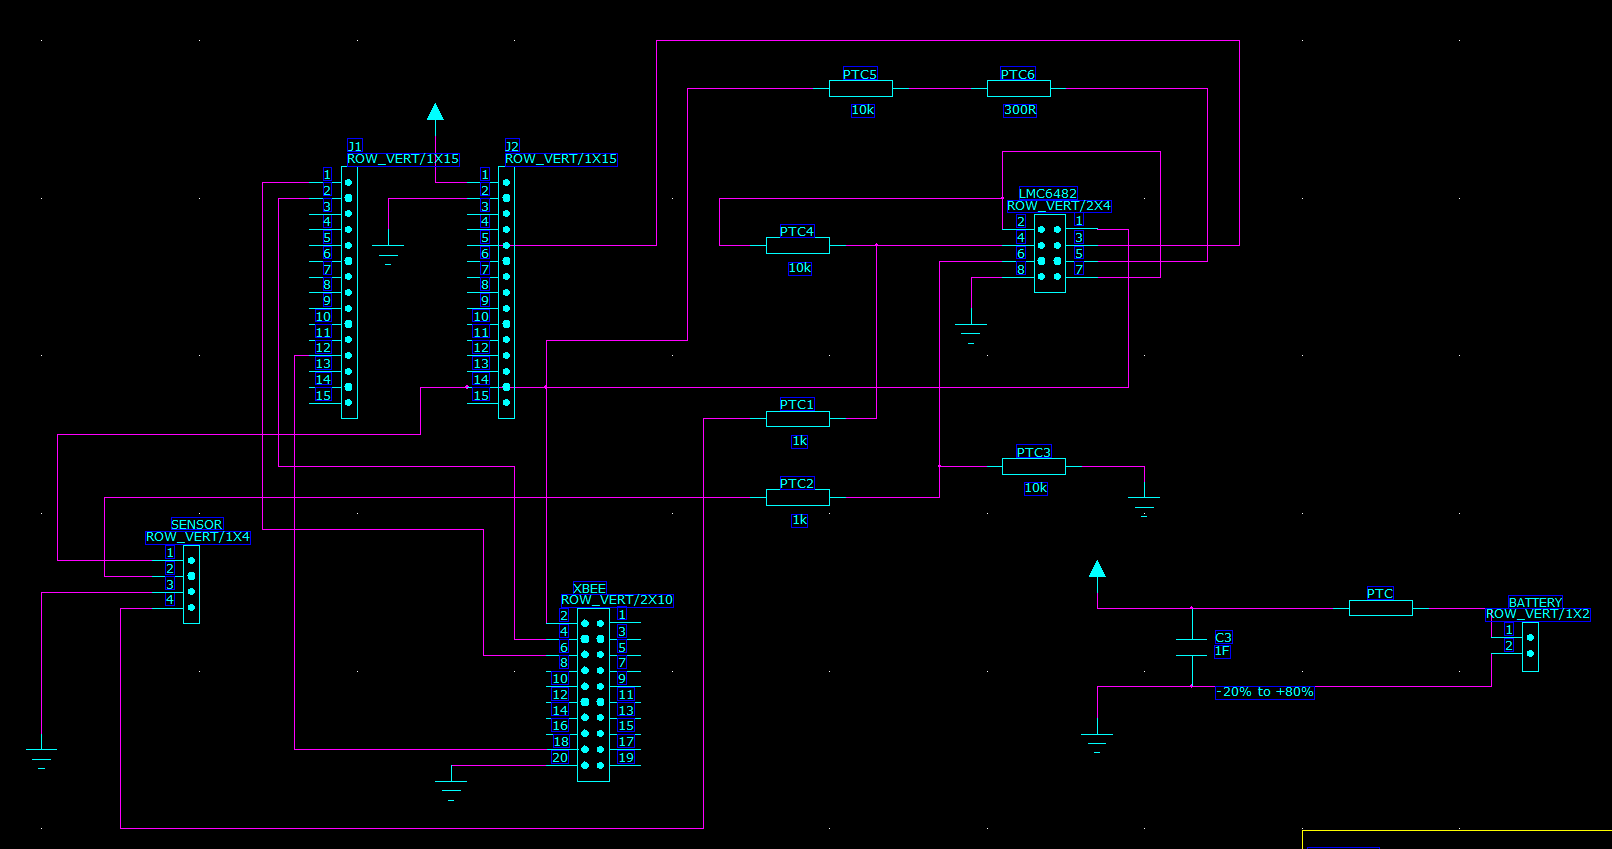 PTC5
10k
PTC6
300R
J1
ROW_VERT/1X15
1
2
3
4
5
6
7
8
9
10
11
12
13
14
15
J2
ROW_VERT/1X15
1
2
3
4
5
6
7
8
9
10
11
12
13
14
15
LMC6482
ROW_VERT/2X4
2 1
4 3
6 5
8 7
PTC4
10k
PTC1
1k
PTC2
1k
PTC3
10k
SENSOR
ROW_VERT/1X4
1
2
3
4
XBEE
ROW_VERT/2X10
2 1
4 3
6 5
8 7
10 9
12 11
14 13
16 15
18 17
20 19
PTC
BATTERY
ROW_VERT/1X2
1
2
C3
1F
-20% to +80%